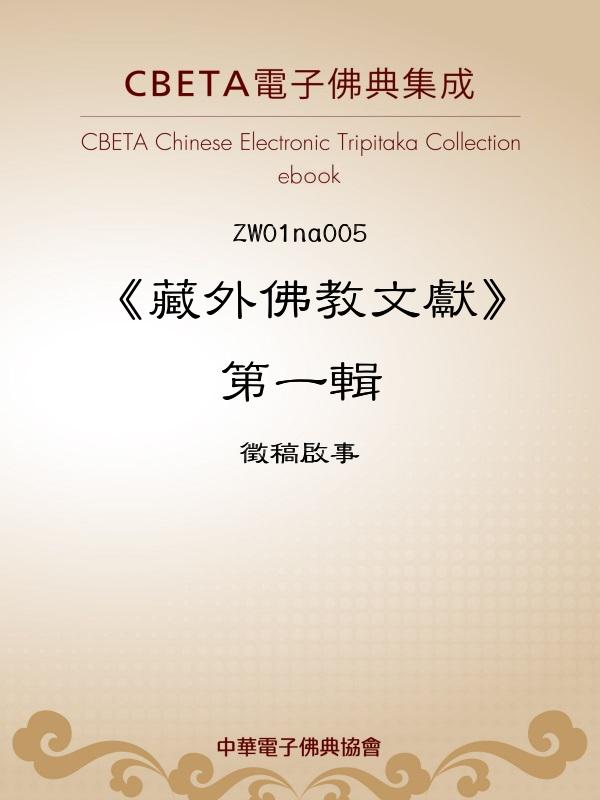 CBETA電子佛典集成
CBETA Chinese Electronic Tripitaka Collection
ebook
ZW01na005
《藏外佛教文獻》
第一輯
徵稿啟事
中華電子佛典協會